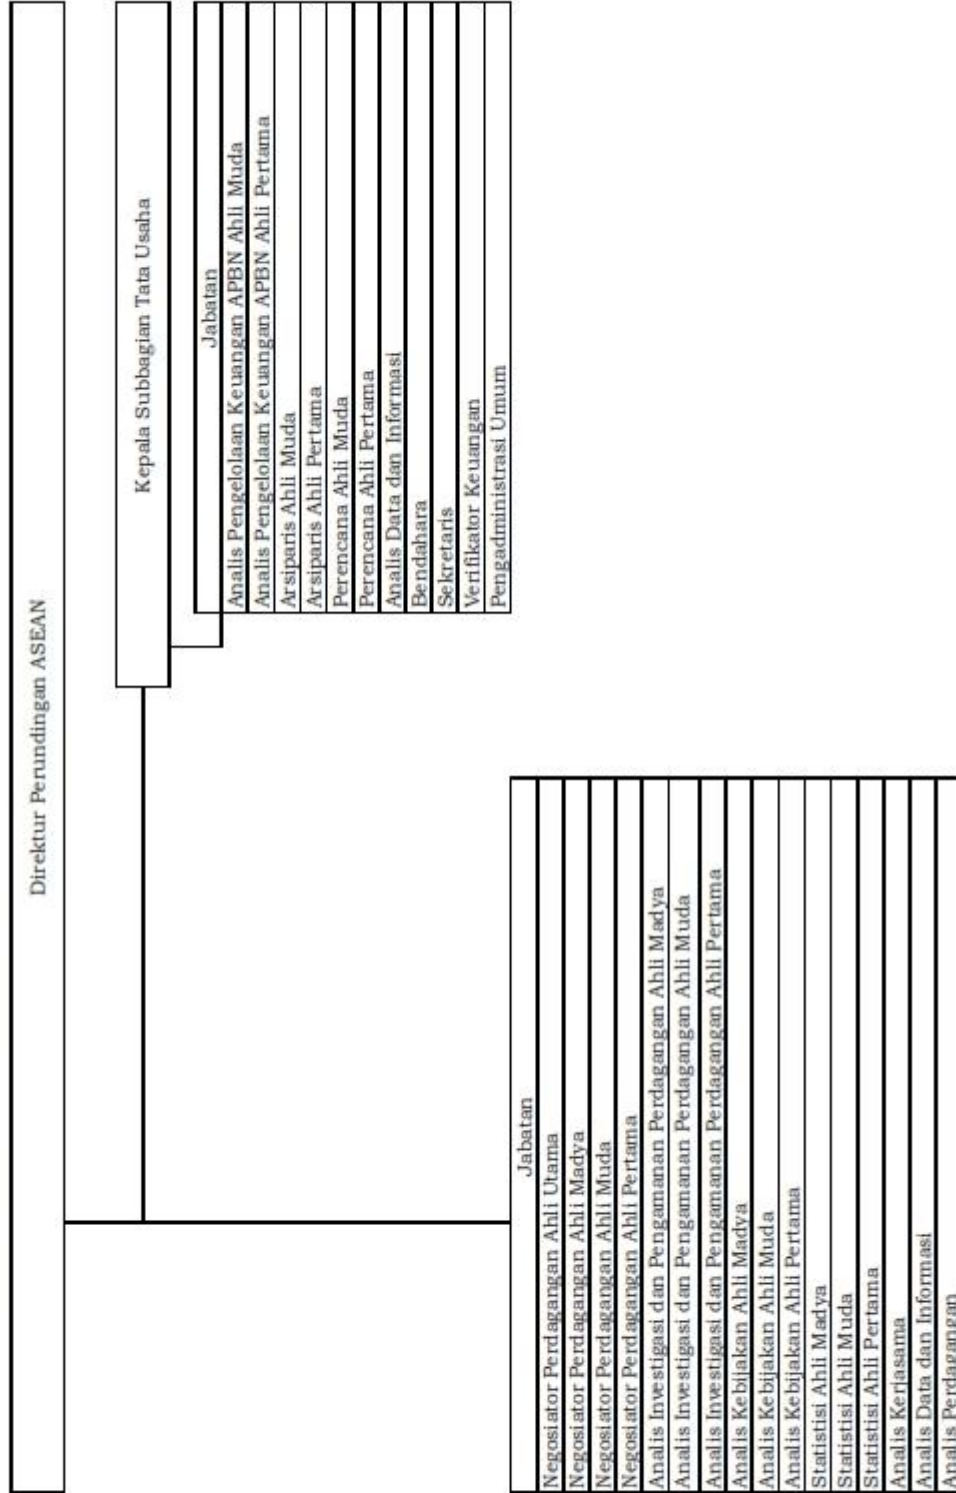 Direktur Perundingan ASEAN
Kepala Subbagian Tata Usaha
Jabatan
Analis Pengelolaan Keuangan APBN Ahli Muda
Analis Pengelolaan Keuangan APBN Ahli Pertama
Arsiparis Ahli Muda
Arsiparis Ahli Pertama
Perencana Ahli Muda
Perencana Ahli Pertama
Analis Data dan Informasi
Bendahara
Sekretaris
Verifikator Keuangan
Pengadministrasi Umum
Jabatan
Negosiator Perdagangan Ahli Utama
Negosiator Perdagangan Ahli Madya
Negosiator Perdagangan Ahli Muda
Negosiator Perdagangan Ahli Pertama
Analis Investigasi dan Pengamanan Perdagangan Ahli Madya
Analis Investigasi dan Pengamanan Perdagangan Ahli Muda
Analis Investigasi dan Pengamanan Perdagangan Ahli Pertama
Analis Kebijakan Ahli Madya
Analis Kebijakan Ahli Muda
Analis Kebijakan Ahli Pertama
Statistisi Ahli Madya
Statistisi Ahli Muda
Statistisi Ahli Pertama
Analis Kerjasama
Analis Data dan Informasi
Analis Perdagangan